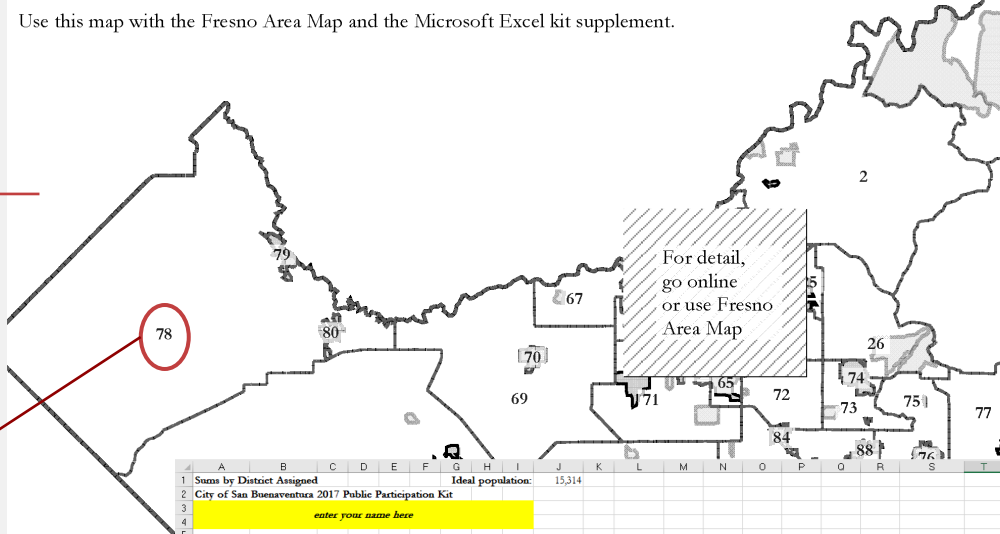 Use this map with the Fresno Area Map and the Microsoft Excel kit supplement.
2
79
For detail,
go online
or use Fresno
Area Map
5
67
78
80
26
70
74
65
69
71
72
73
75
77
84
88
76
A B C D E F G H I J K L M N O P Q R S T
1 Sums by District Assigned Ideal population: 15,314
2 City of San Buenaventura 2017 Public Participation Kit
3
enter your name here
4